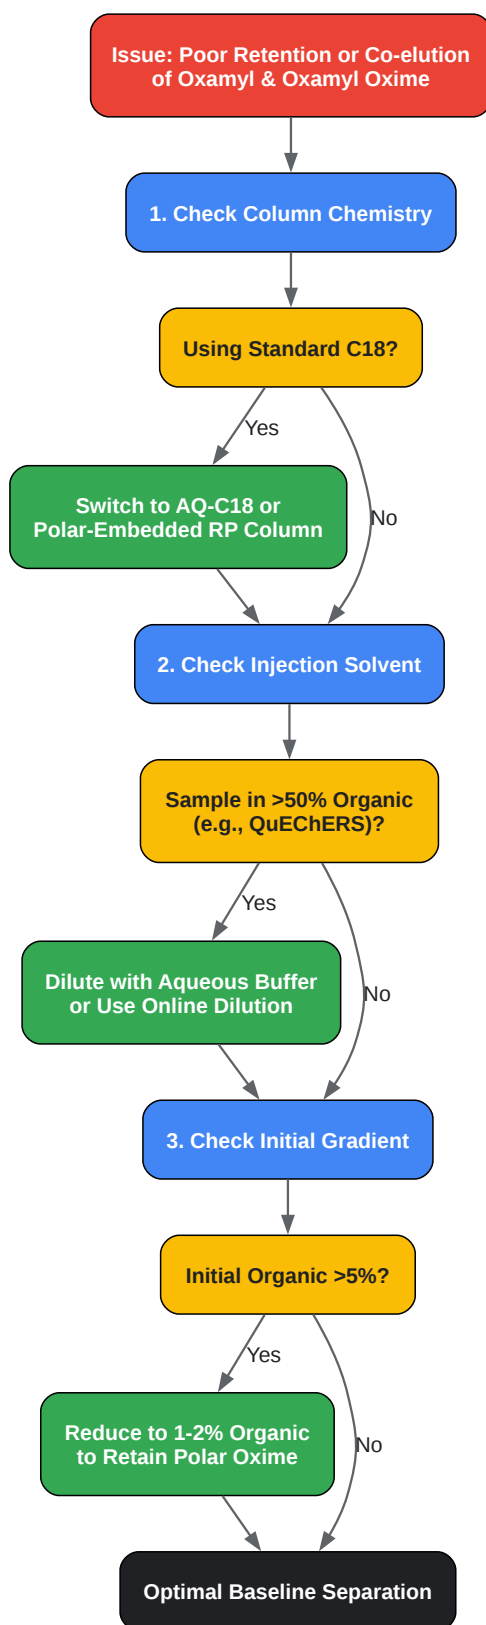 Issue: Poor Retention or Co-elution
of Oxamyl & Oxamyl Oxime
1. Check Column Chemistry
Using Standard C18?
Yes
No
Switch to AQ-C18 or
Polar-Embedded RP Column
2. Check Injection Solvent
Sample in >50% Organic
(e.g., QuEChERS)?
Yes
No
Dilute with Aqueous Buffer
or Use Online Dilution
3. Check Initial Gradient
Initial Organic >5%?
Yes
No
Reduce to 1-2% Organic
to Retain Polar Oxime
Optimal Baseline Separation